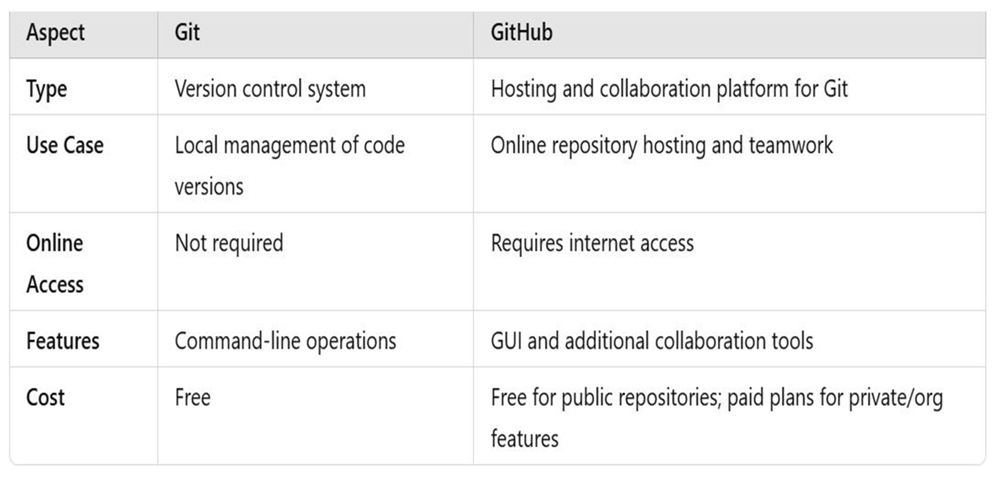 Aspect Git GitHub
Type Version control system Hosting and collaboration platform for Git
Use Case Local management of code Online repository hosting and teamwork
versions
Online Not required Requires internet access
Access
Features Command-line operations GUI and additional collaboration tools
Cost Free Free for public repositories; paid plans for private/org
features